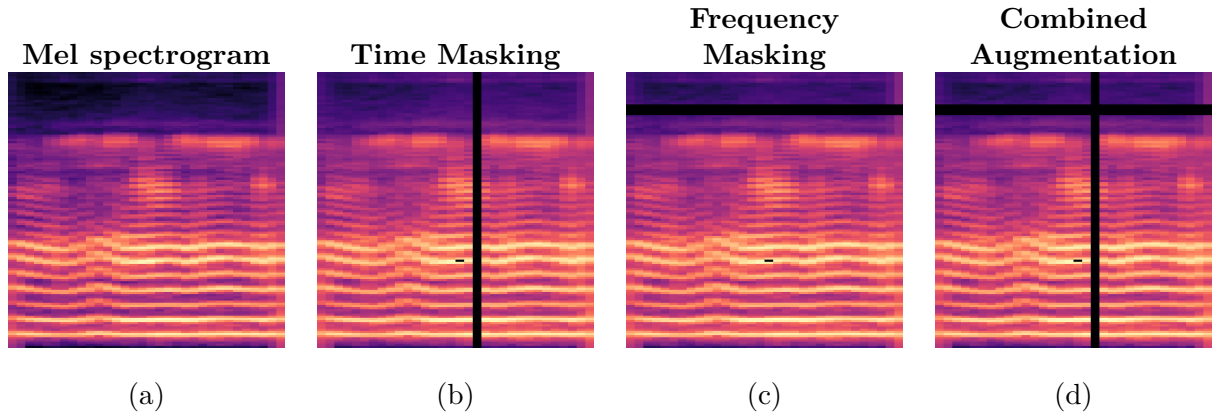 Mel spectrogram
Time Masking
Frequency
Masking
Combined
Augmentation
(a)
(b)
(c)
(d)